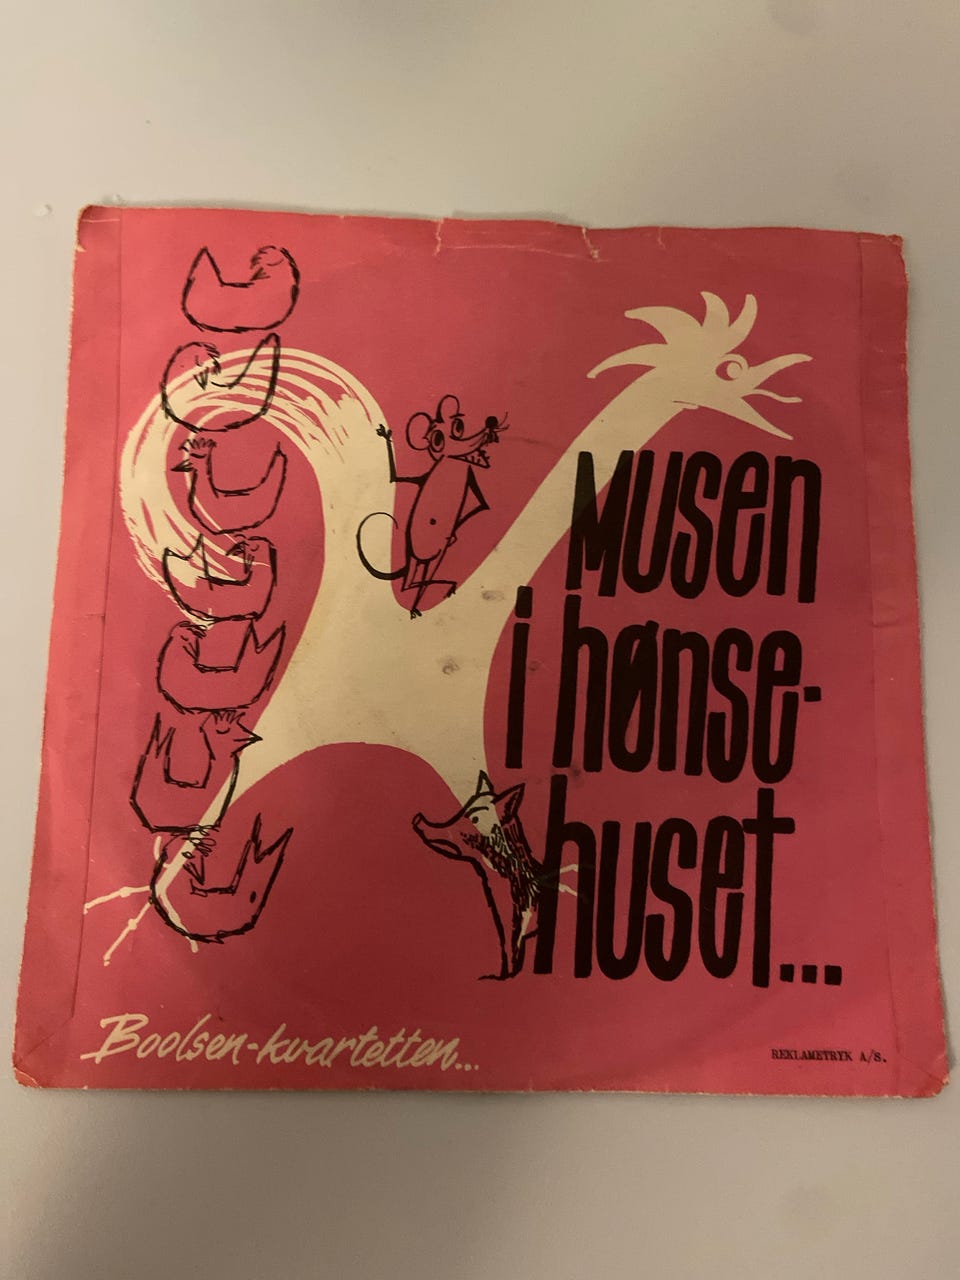 Musen
i hønse-
huset...
Boolsen-kvartetten...
REKLAMETRYK A/S.